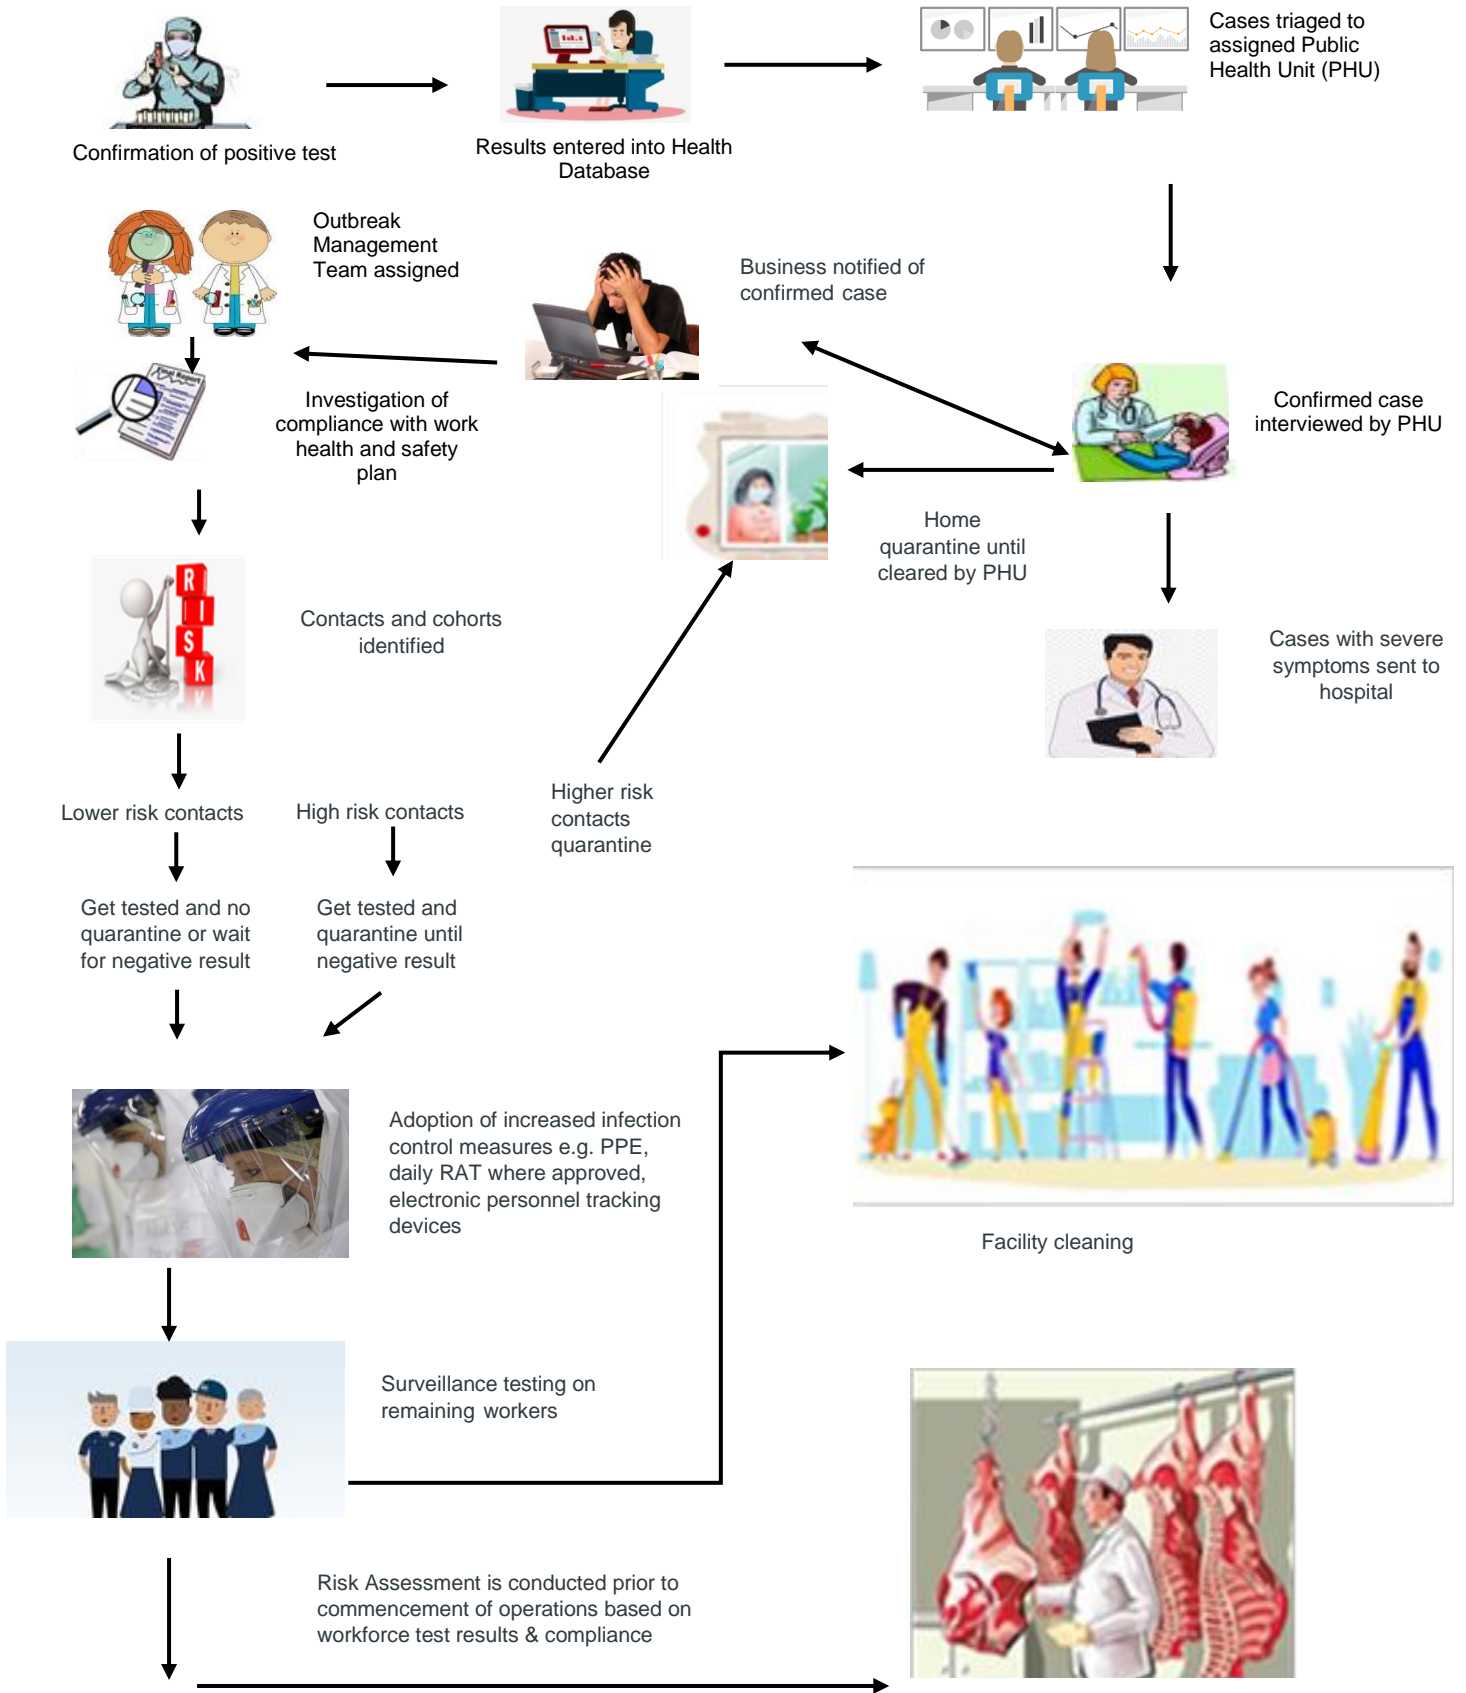 Confirmation of positive test
Results entered into Health
Database
Cases triaged to
assigned Public
Health Unit (PHU)
Outbreak
Management
Team assigned
Business notified of
confirmed case
Final Report
Investigation of
compliance with work
health and safety
plan
Confirmed case
interviewed by PHU
Home
quarantine until
cleared by PHU
R
I
S
K
Contacts and cohorts
identified
Cases with severe
symptoms sent to
hospital
Lower risk contacts
High risk contacts
Higher risk
contacts
quarantine
Get tested and no
quarantine or wait
for negative result
Get tested and
quarantine until
negative result
Adoption of increased infection
control measures e.g. PPE,
daily RAT where approved,
electronic personnel tracking
devices
Facility cleaning
Surveillance testing on
remaining workers
Risk Assessment is conducted prior to
commencement of operations based on
workforce test results & compliance